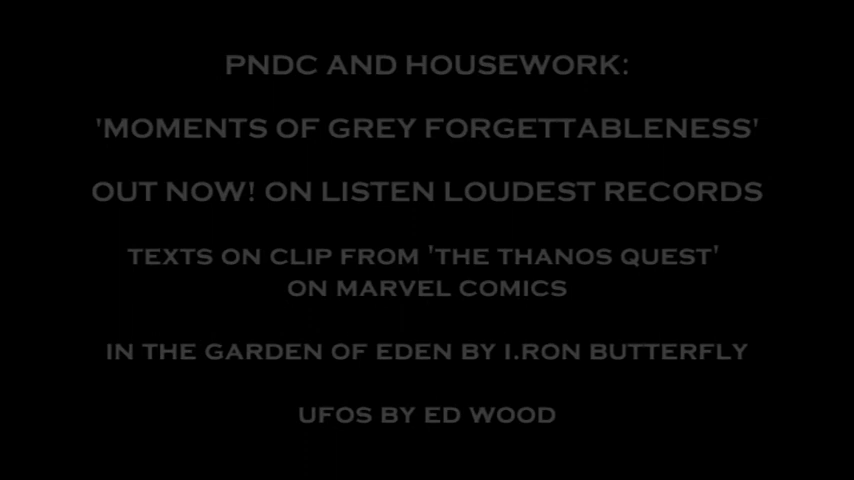 PNDC AND HOUSEWORK:
'MOMENTS OF GREY FORGETTABLENESS'
OUT NOW! ON LISTEN LOUDEST RECORDS
TEXTS ON CLIP FROM 'THE THANOS QUEST'
ON MARVEL COMICS
IN THE GARDEN OF EDEN BY I.RON BUTTERFLY
UFOS BY ED WOOD